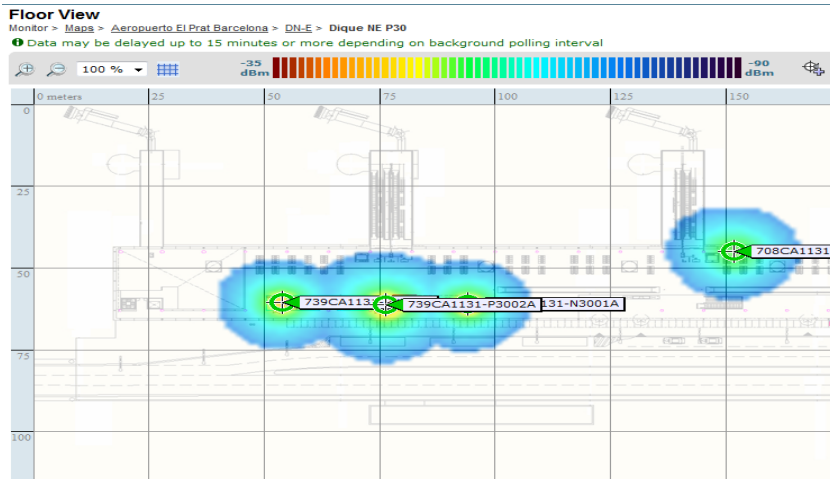 Floor View
Monitor > Maps > Aeropuerto El Prat Barcelona > DN-E > Dique NE P30
Data may be delayed up to 15 minutes or more depending on background polling interval
100 %
-35 dBm
-90 dBm
0 meters 25 50 75 100 125 150
0
25
50
75
100
708CA1131
739CA113
739CA1131-P3002A
131-N3001A